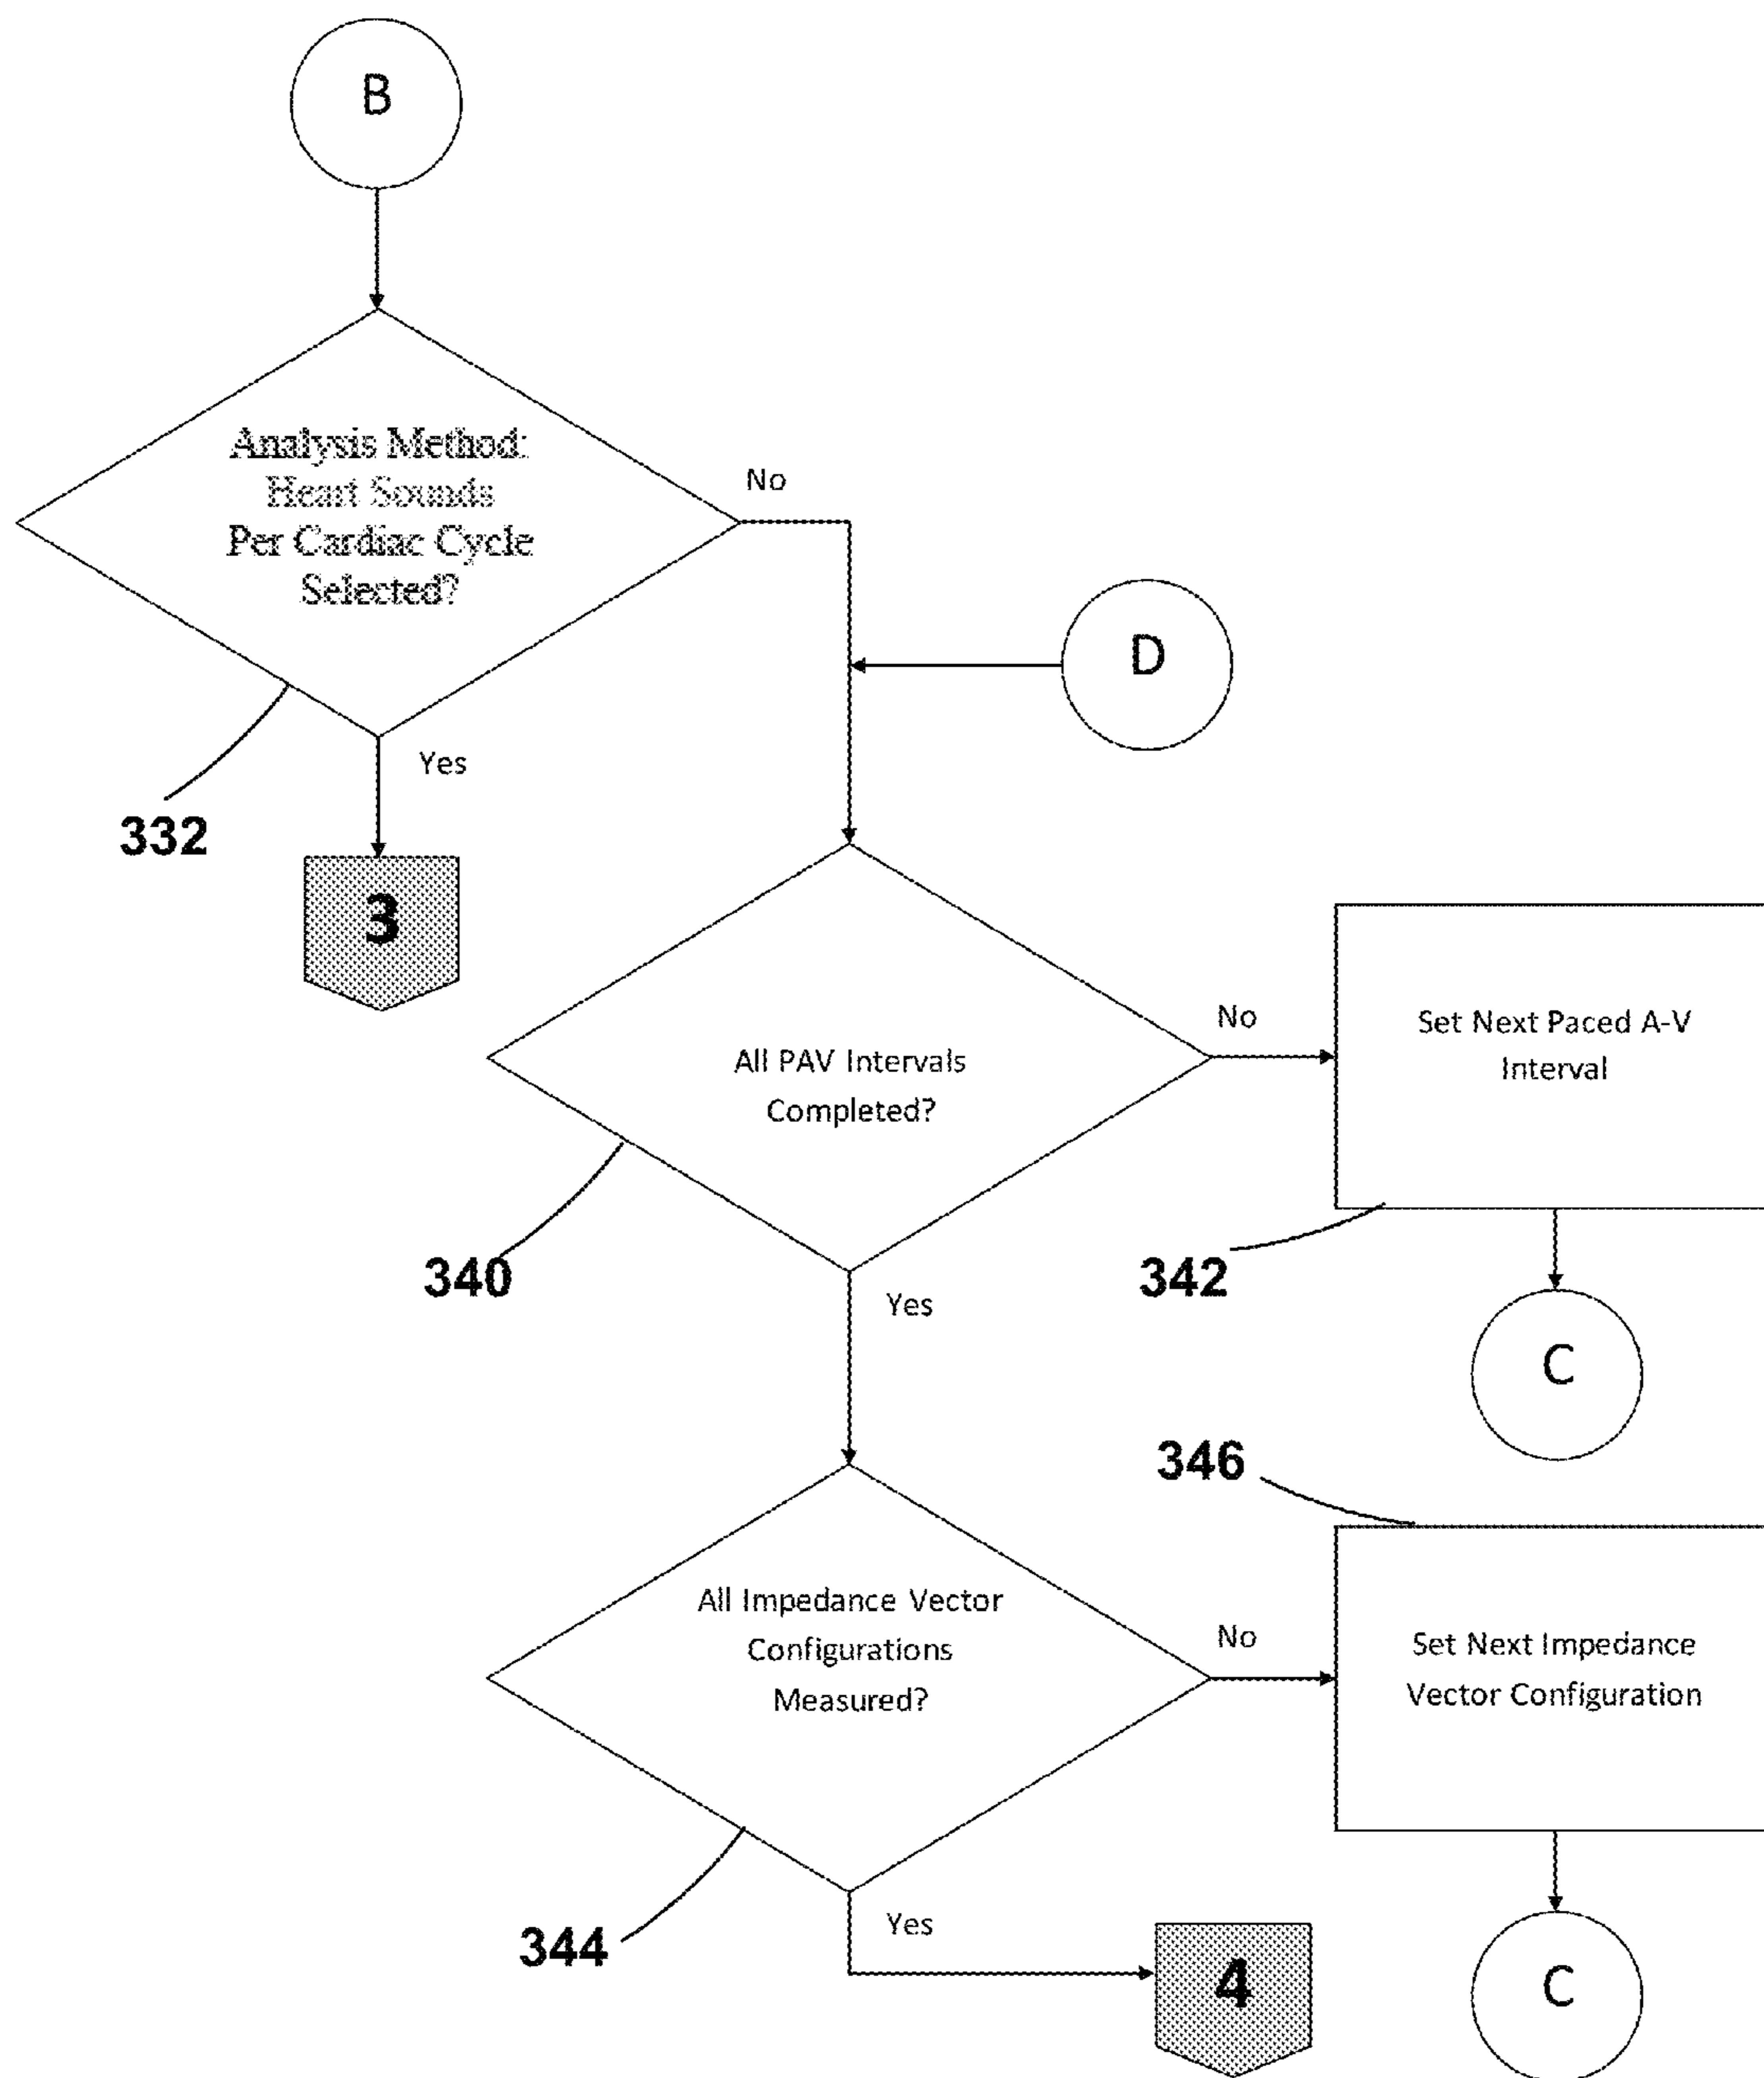 B
Analysis Method:
Heart Sounds
Per Cardiac Cycle
Selected?
No
D
Yes
332
3
All PAV Intervals
Completed?
No
Set Next Paced A-V
Interval
340
342
Yes
C
346
All Impedance Vector
Configurations
Measured?
No
Set Next Impedance
Vector Configuration
344
Yes
4
C